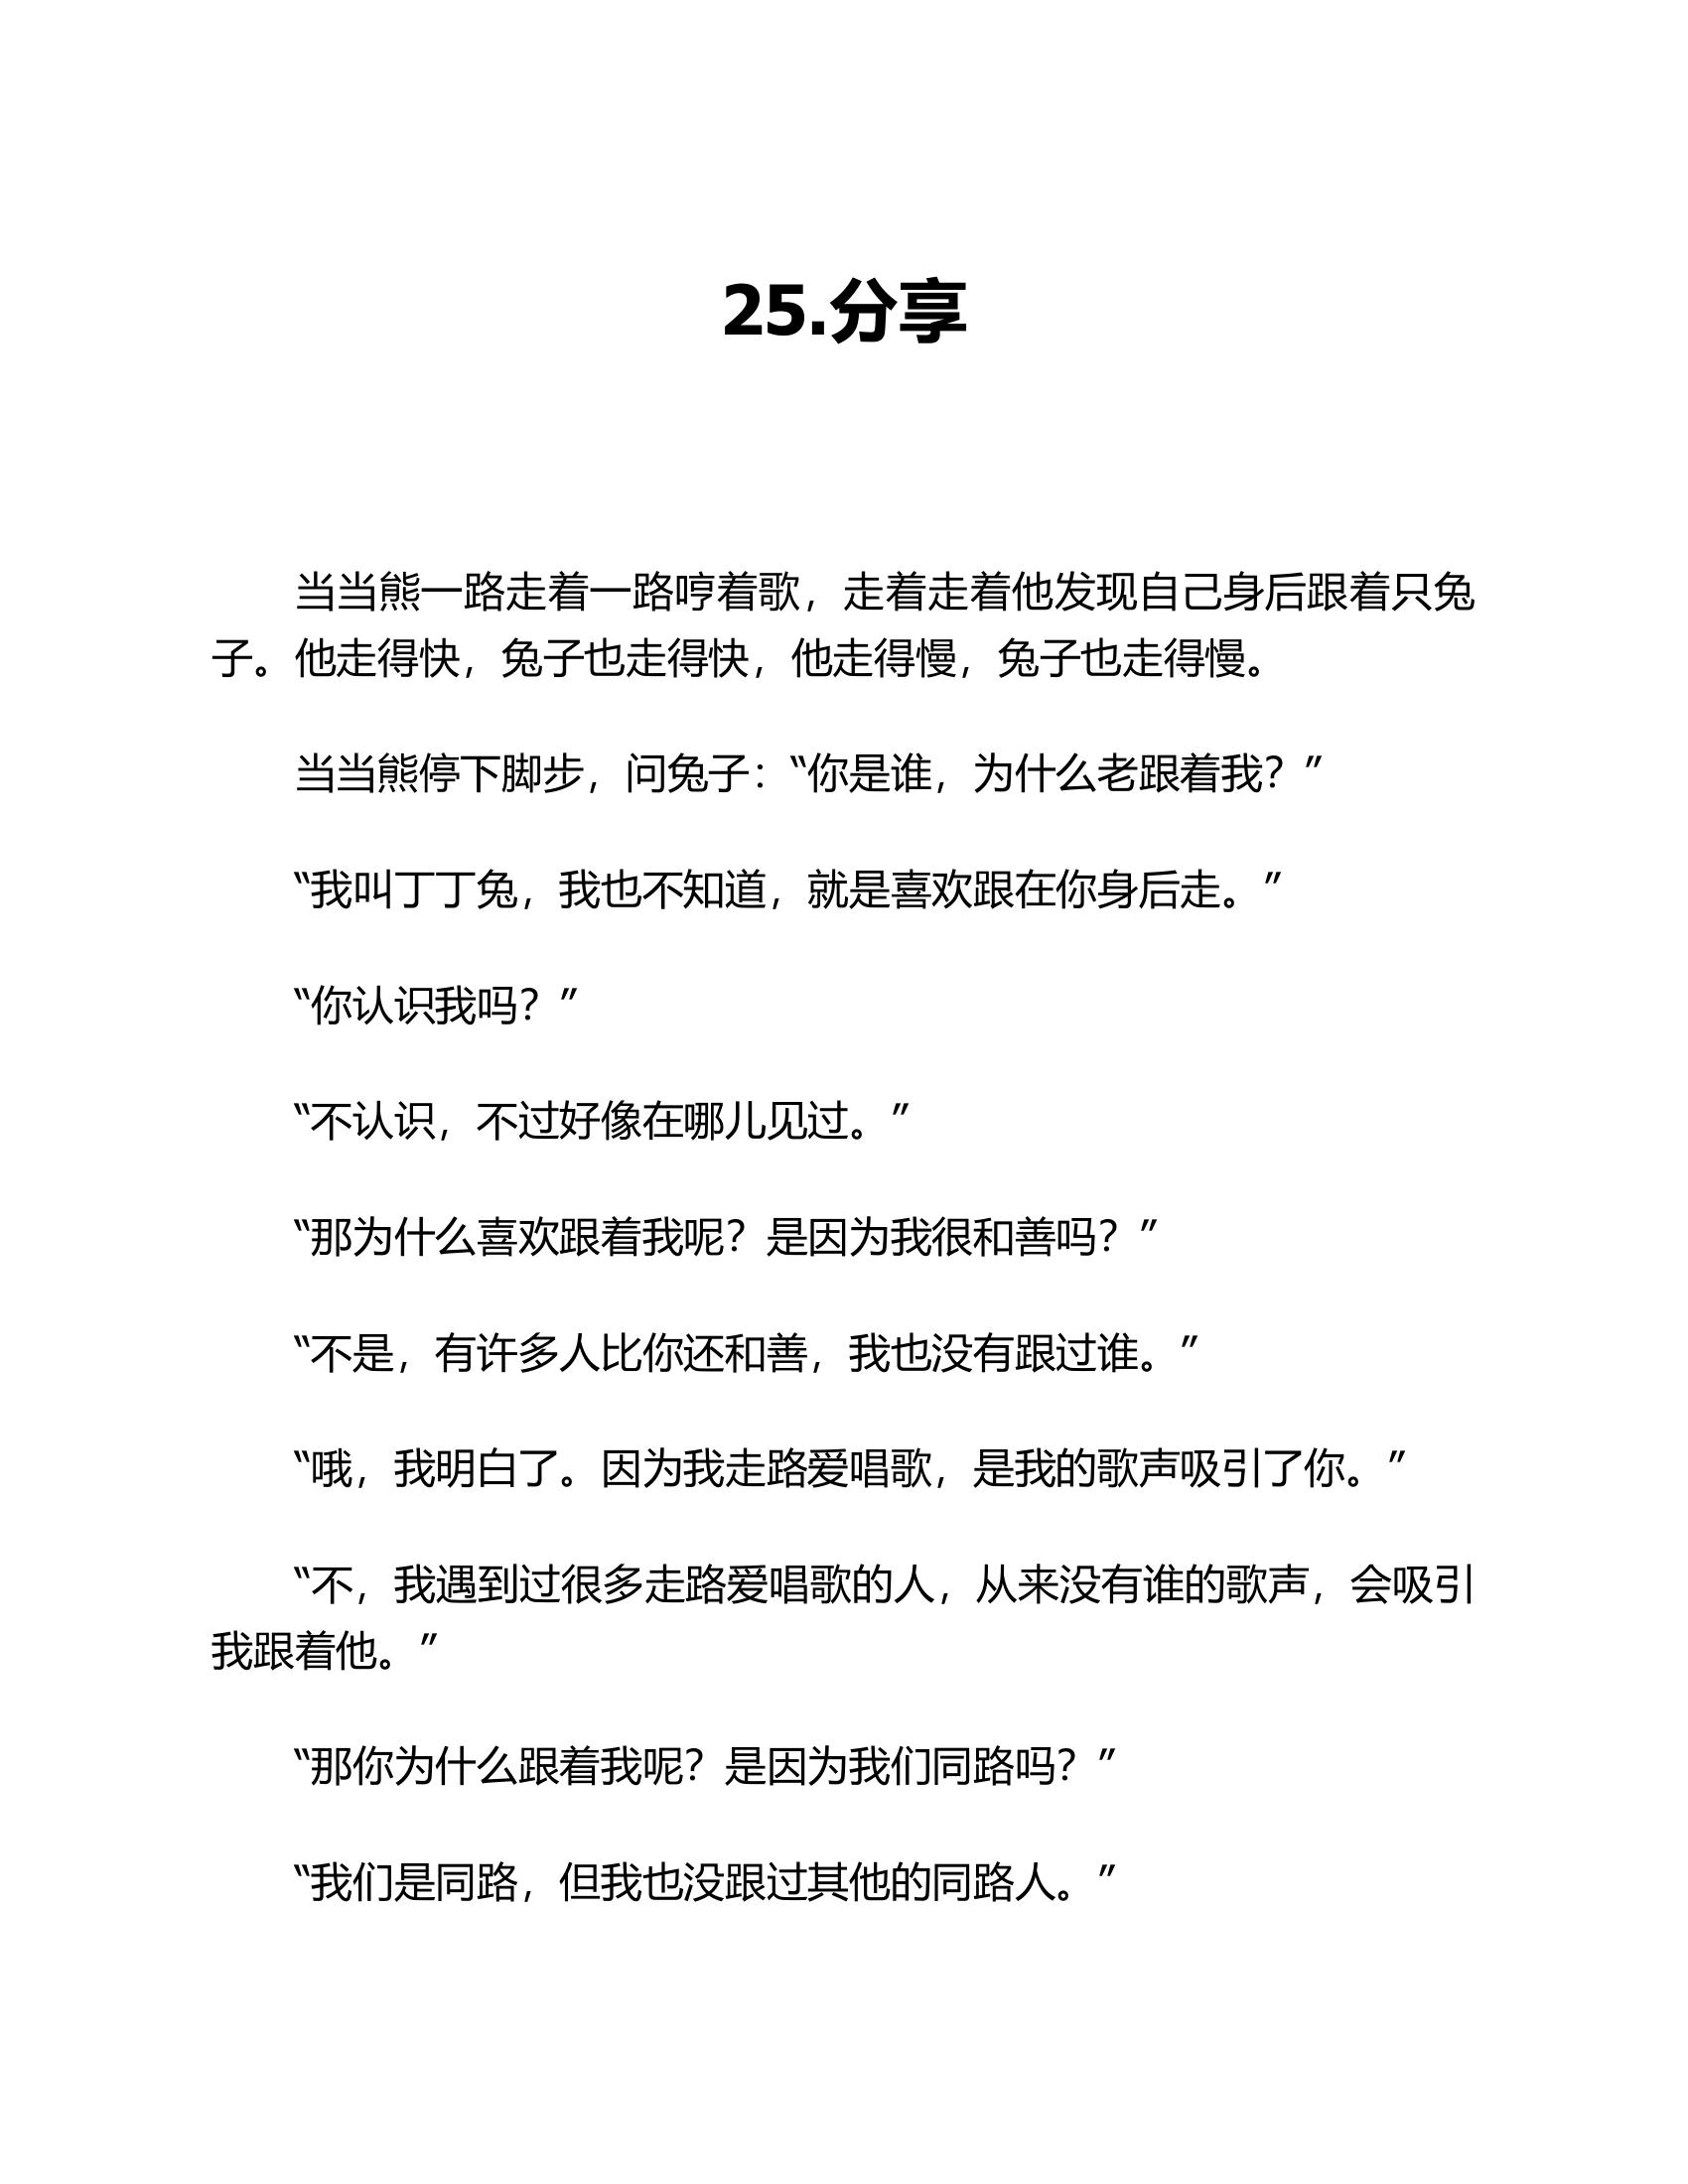 25.分享
当当熊一路走着一路哼着歌，走着走着他发现自己身后跟着只兔
子。他走得快，兔子也走得快，他走得慢，兔子也走得慢。
当当熊停下脚步，问兔子：“你是谁，为什么老跟着我？”
“我叫丁丁兔，我也不知道，就是喜欢跟在你身后走。”
“你认识我吗？”
“不认识，不过好像在哪儿见过。”
“那为什么喜欢跟着我呢？是因为我很和善吗？”
“不是，有许多人比你还和善，我也没有跟过谁。”
“哦，我明白了。因为我走路爱唱歌，是我的歌声吸引了你。”
“不，我遇到过很多走路爱唱歌的人，从来没有谁的歌声，会吸引
我跟着他。”
“那你为什么跟着我呢？是因为我们同路吗？”
“我们是同路，但我也没跟过其他的同路人。”